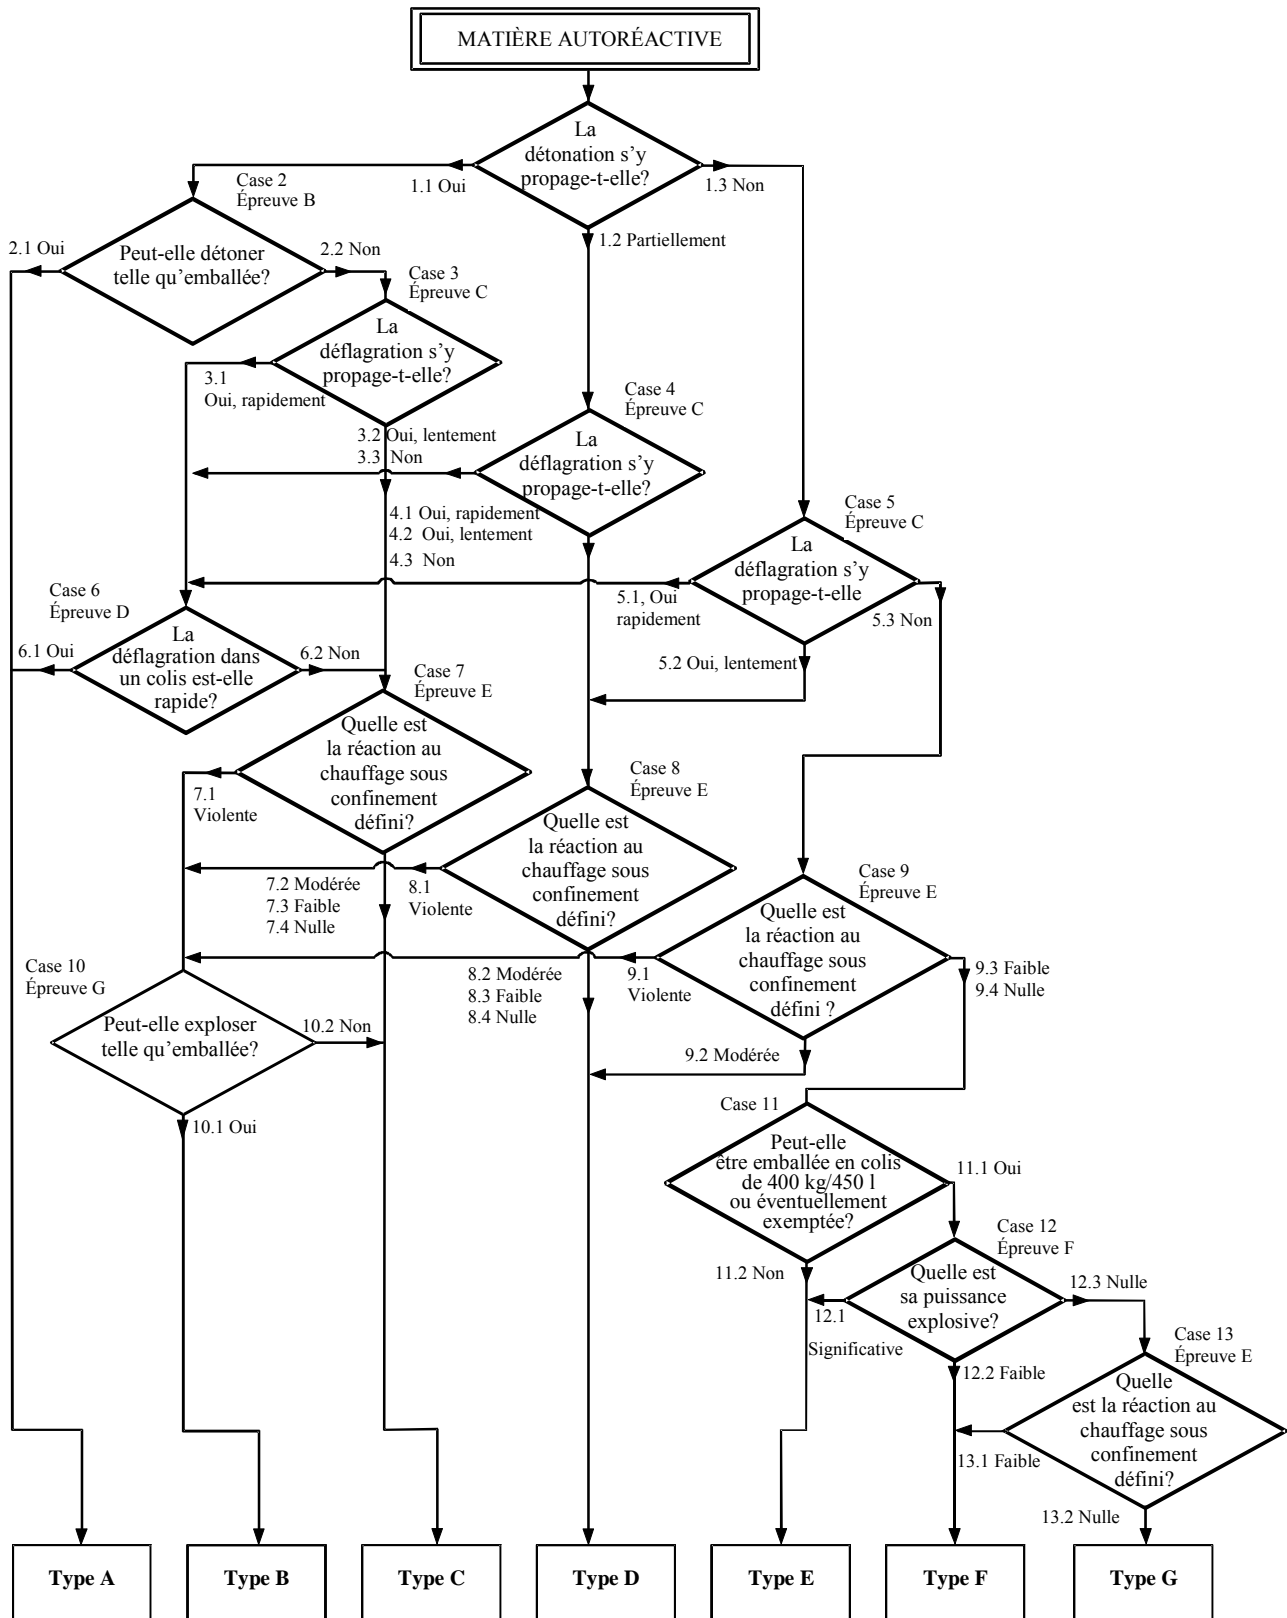 MATIÈRE AUTORÉACTIVE
La
détonation s'y
propage-t-elle?
1.1 Oui
1.3 Non
1.2 Partiellement
Case 2
Épreuve B
Peut-elle détoner
telle qu'emballée?
2.1 Oui
2.2 Non
Case 3
Épreuve C
La
déflagration s'y
propage-t-elle?
3.1
Oui, rapidement
3.2 Oui, lentement
3.3 Non
Case 4
Épreuve C
La
déflagration s'y
propage-t-elle?
4.1 Oui, rapidement
4.2 Oui, lentement
4.3 Non
Case 5
Épreuve C
La
déflagration s'y
propage-t-elle
5.1, Oui
rapidement
5.3 Non
5.2 Oui, lentement
Case 6
Épreuve D
La
déflagration dans
un colis est-elle
rapide?
6.1 Oui
6.2 Non
Case 7
Épreuve E
Quelle est
la réaction au
chauffage sous
confinement
défini?
7.1
Violente
7.2 Modérée
7.3 Faible
7.4 Nulle
Case 8
Épreuve E
Quelle est
la réaction au
chauffage sous
confinement
défini?
8.1
Violente
8.2 Modérée
8.3 Faible
8.4 Nulle
Case 9
Épreuve E
Quelle est
la réaction au
chauffage sous
confinement
défini ?
9.1
Violente
9.3 Faible
9.4 Nulle
9.2 Modérée
Case 10
Épreuve G
Peut-elle exploser
telle qu'emballée?
10.2 Non
10.1 Oui
Case 11
Peut-elle
être emballée en colis
de 400 kg/450 l
ou éventuellement
exemptée?
11.1 Oui
11.2 Non
Case 12
Épreuve F
Quelle est
sa puissance
explosive?
12.3 Nulle
12.1
Significative
12.2 Faible
Case 13
Épreuve E
Quelle
est la réaction au
chauffage sous
confinement
défini?
13.1 Faible
13.2 Nulle
Type A
Type B
Type C
Type D
Type E
Type F
Type G